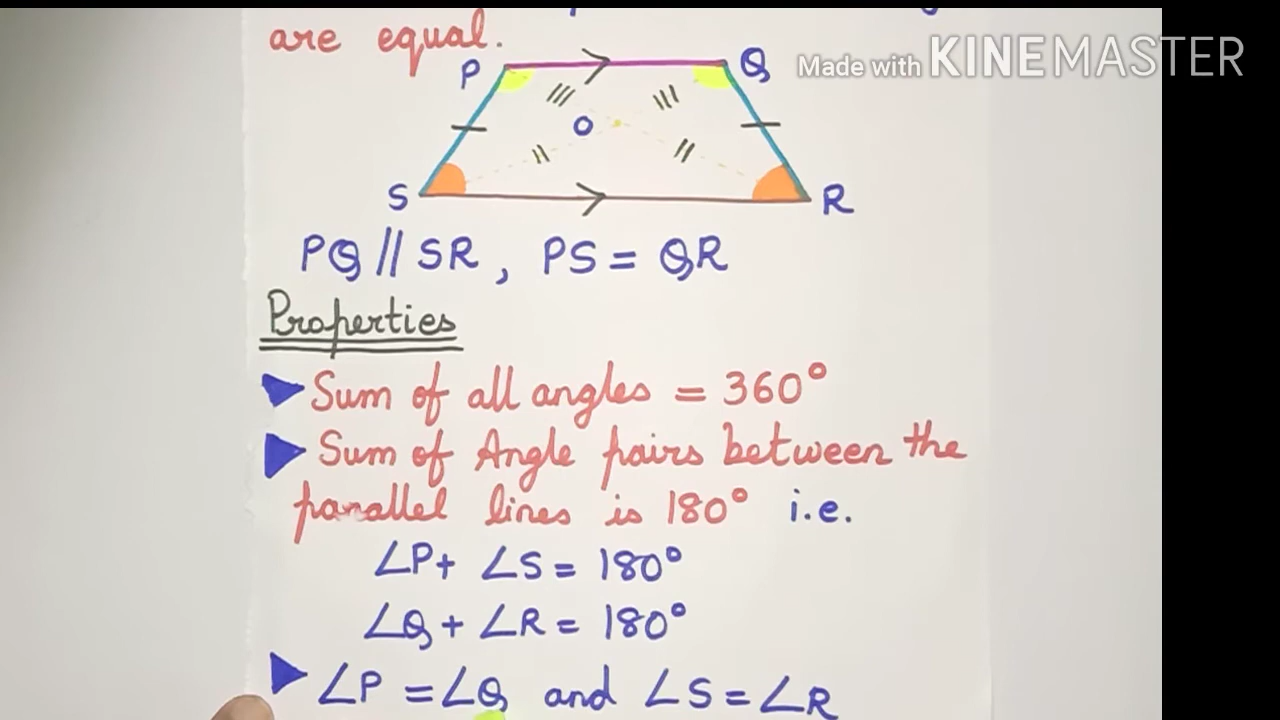 are equal.
Made with KINEMASTER
P
Q
O
S
R
PQ // SR, PS = QR
Properties
Sum of all angles = 360°
Sum of Angle pairs between the
parallel lines is 180° i.e.
∠P + ∠S = 180°
∠Q + ∠R = 180°
∠P = ∠Q and ∠S = ∠R